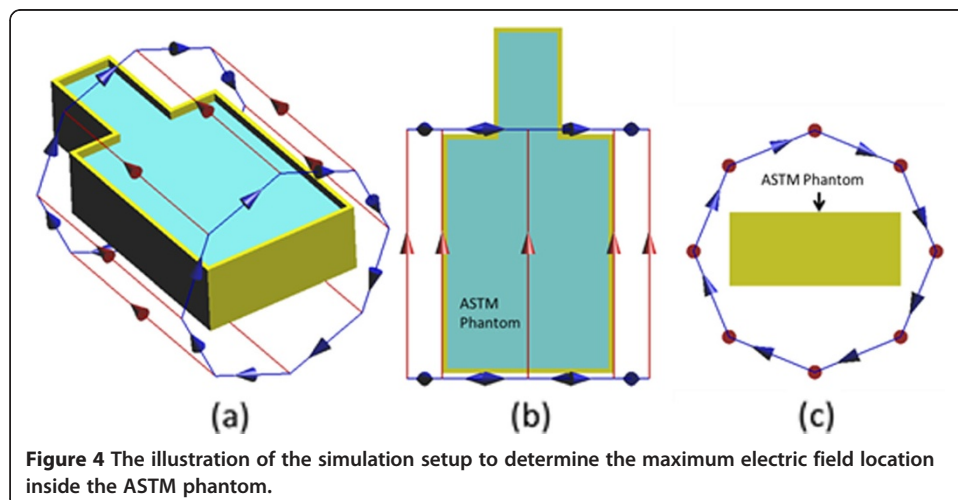 ASTM
Phantom
ASTM Phantom
(a)
(b)
(c)
Figure 4 The illustration of the simulation setup to determine the maximum electric field location
inside the ASTM phantom.